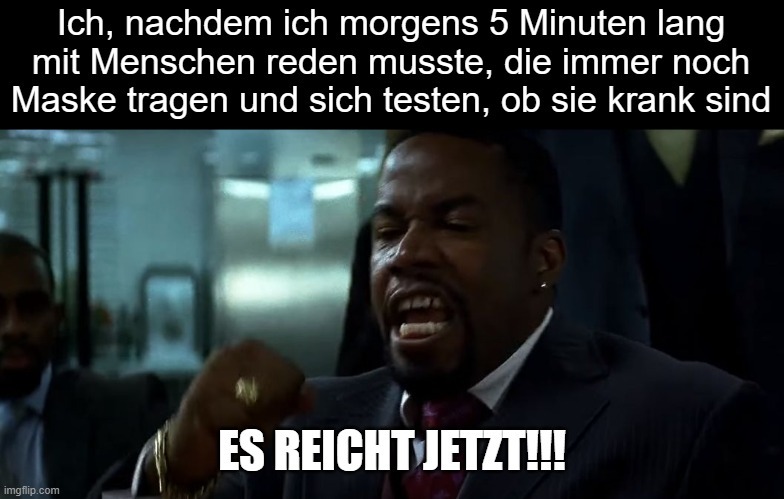 Ich, nachdem ich morgens 5 Minuten lang
mit Menschen reden musste, die immer noch
Maske tragen und sich testen, ob sie krank sind
ES REICHT JETZT!!!
imgflip.com